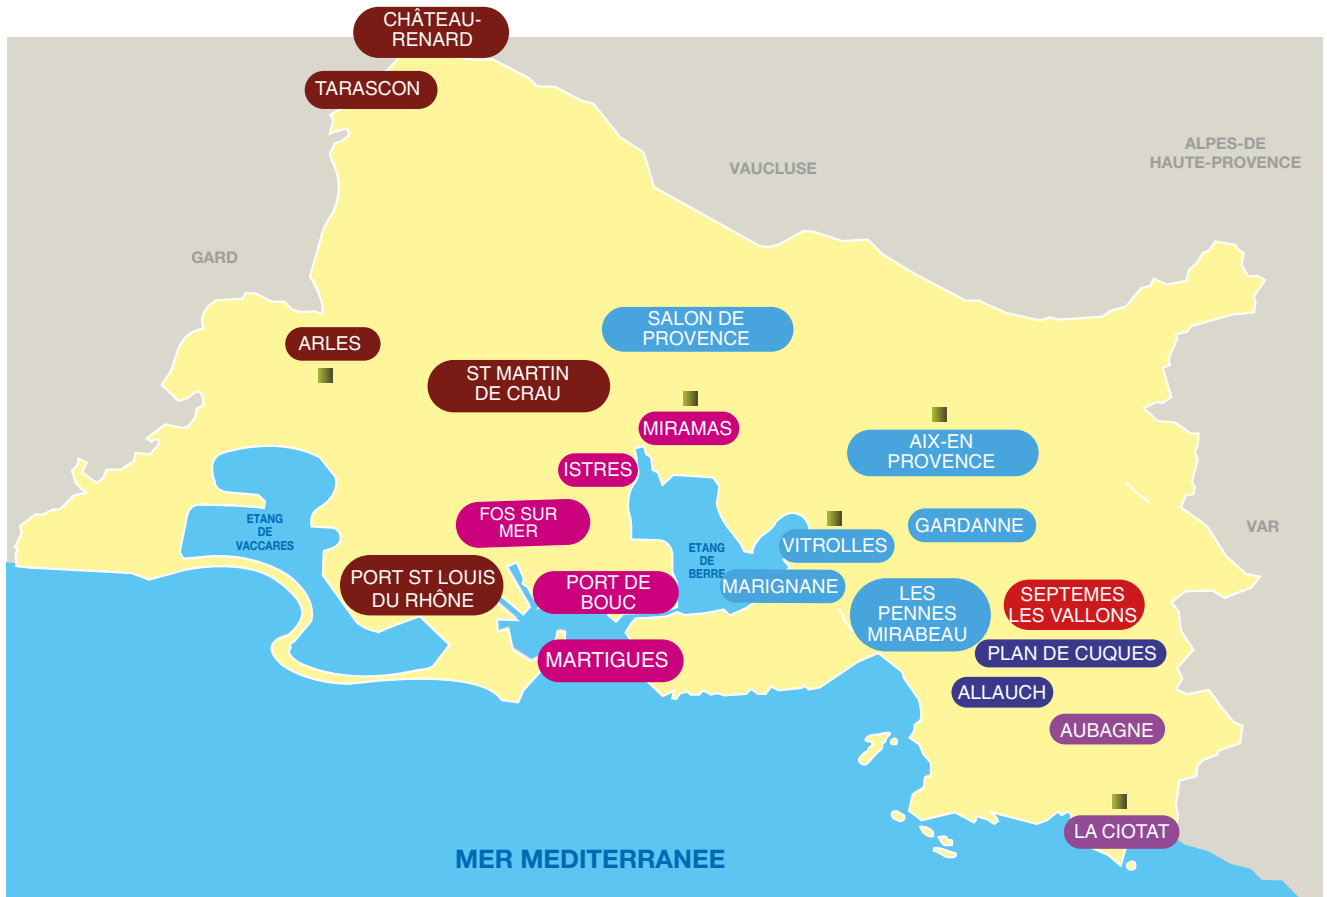 CHÂTEAU-
RENARD
TARASCON
ALPES-DE
HAUTE-PROVENCE
VAUCLUSE
GARD
SALON DE
PROVENCE
ARLES
ST MARTIN
DE CRAU
MIRAMAS
AIX-EN
PROVENCE
ISTRES
FOS SUR
MER
ETANG
DE
VACCARES
GARDANNE
VAR
VITROLLES
ETANG
DE
BERRE
MARIGNANE
PORT ST LOUIS
DU RHÔNE
PORT DE
BOUC
LES
PENNES
MIRABEAU
SEPTEMES
LES VALLONS
PLAN DE CUQUES
MARTIGUES
ALLAUCH
AUBAGNE
LA CIOTAT
MER MEDITERRANEE